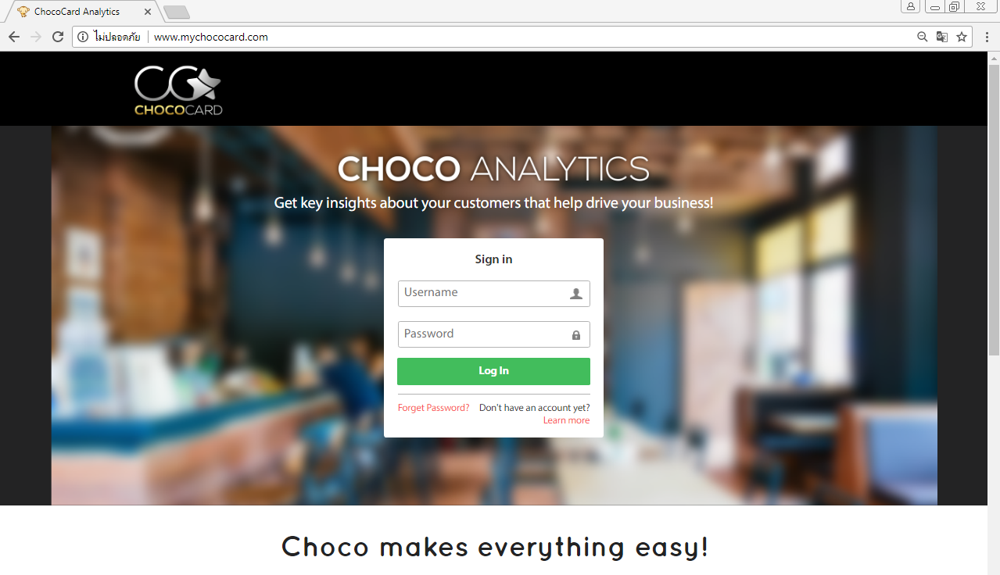 ChocoCard Analytics
ไม่ปลอดภัย www.mychococard.com
CHOCOCARD
CHOCO ANALYTICS
Get key insights about your customers that help drive your business!
Sign in
Username
Password
Log In
Forget Password? Don't have an account yet?
Learn more
Choco makes everything easy!